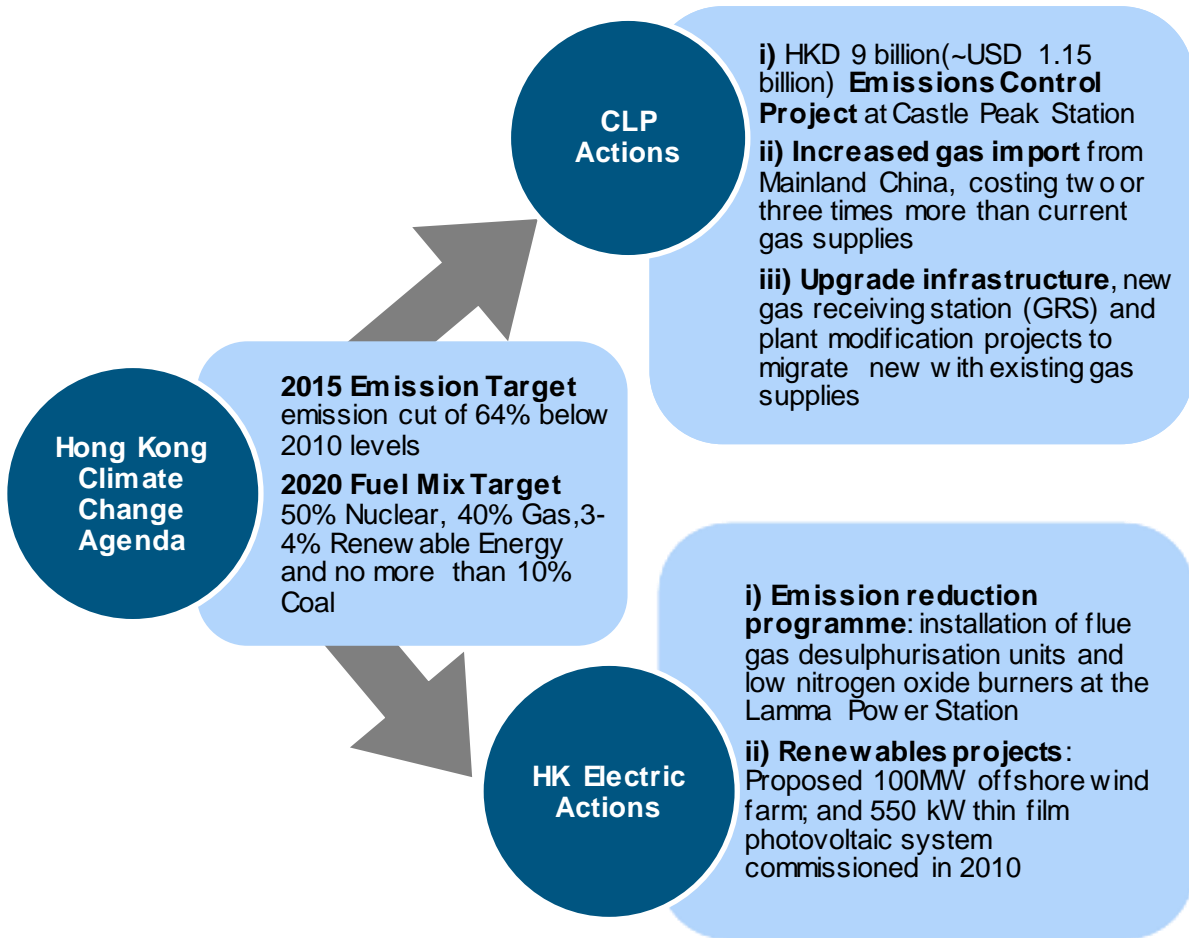 Hong Kong
Climate
Change
Agenda
2015 Emission Target
emission cut of 64% below
2010 levels
2020 Fuel Mix Target
50% Nuclear, 40% Gas,3-
4% Renewable Energy
and no more than 10%
Coal
CLP
Actions
i) HKD 9 billion(~USD 1.15
billion) Emissions Control
Project at Castle Peak Station
ii) Increased gas import from
Mainland China, costing two or
three times more than current
gas supplies
iii) Upgrade infrastructure, new
gas receiving station (GRS) and
plant modification projects to
migrate new with existing gas
supplies
HK Electric
Actions
i) Emission reduction
programme: installation of flue
gas desulphurisation units and
low nitrogen oxide burners at the
Lamma Power Station
ii) Renewables projects:
Proposed 100MW offshore wind
farm; and 550 kW thin film
photovoltaic system
commissioned in 2010